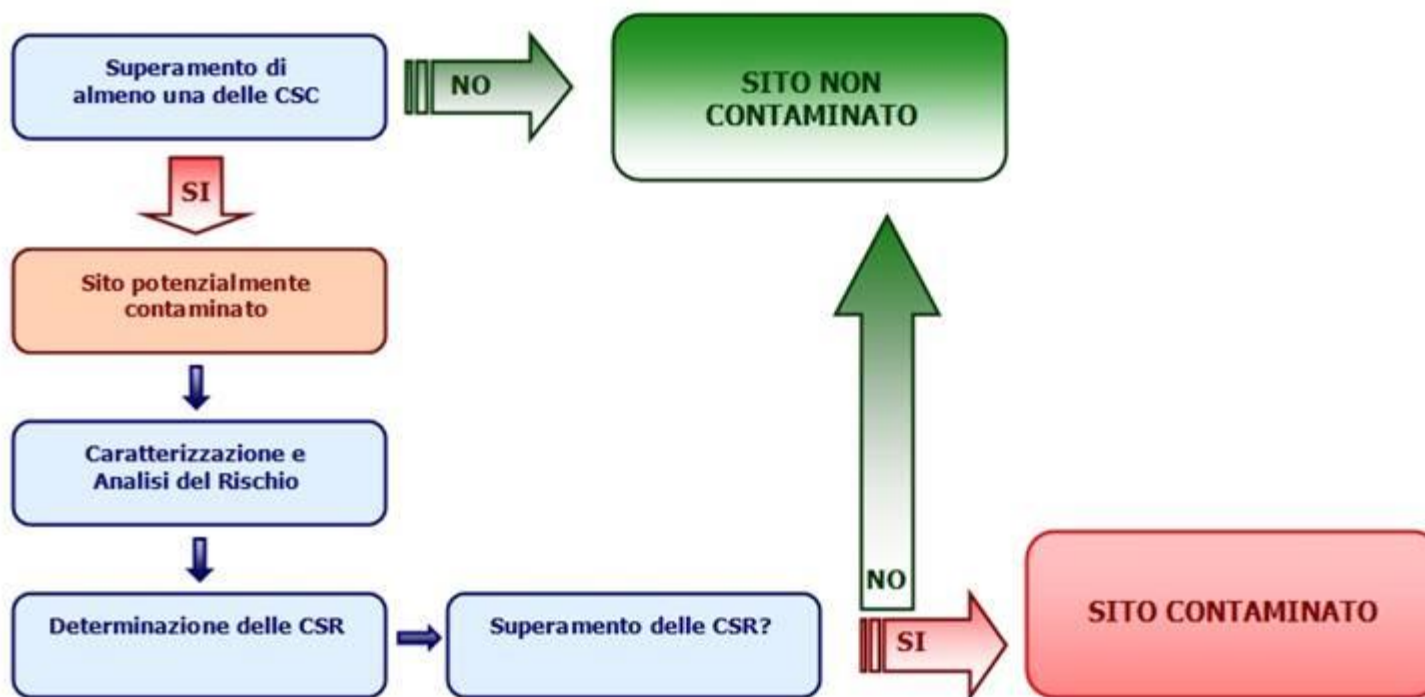 Superamento di
almeno una delle CSC
NO
SITO NON
CONTAMINATO
SI
Sito potenzialmente
contaminato
Caratterizzazione e
Analisi del Rischio
Determinazione delle CSR
Superamento delle CSR?
NO
SI
SITO CONTAMINATO